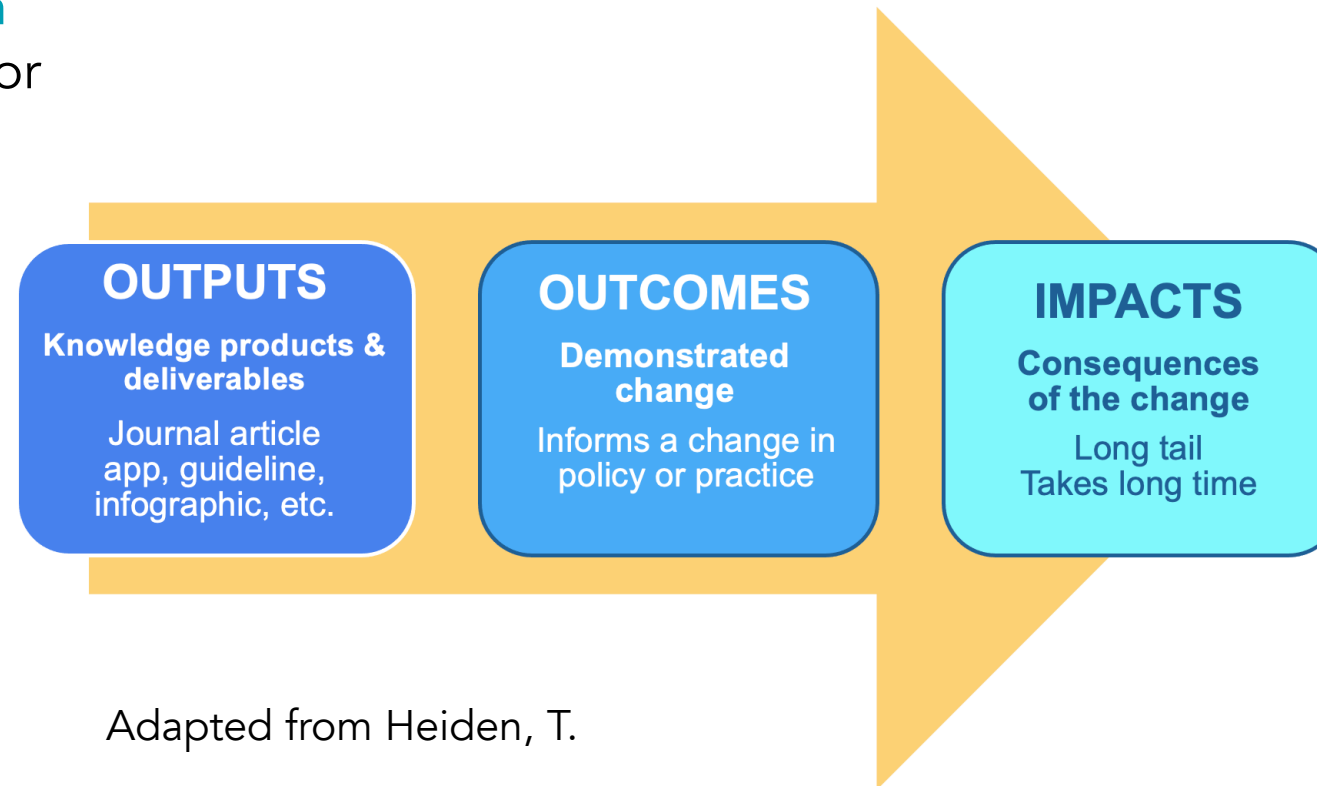 or
OUTPUTS
Knowledge products &
deliverables
Journal article
app, guideline,
infographic, etc.
OUTCOMES
Demonstrated
change
Informs a change in
policy or practice
IMPACTS
Consequences
of the change
Long tail
Takes long time
Adapted from Heiden, T.